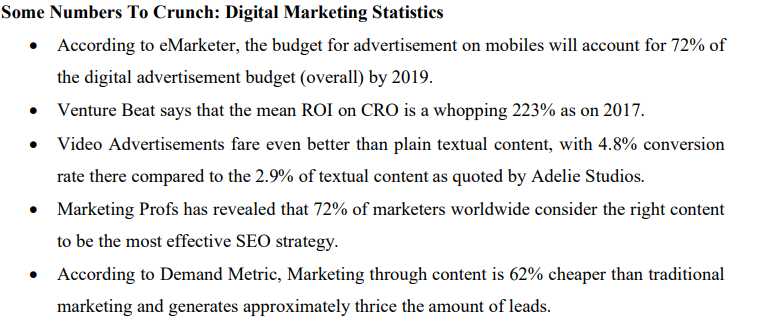 Some Numbers To Crunch: Digital Marketing Statistics
• According to eMarketer, the budget for advertisement on mobiles will account for 72% of
the digital advertisement budget (overall) by 2019.
• Venture Beat says that the mean ROI on CRO is a whopping 223% as on 2017.
• Video Advertisements fare even better than plain textual content, with 4.8% conversion
rate there compared to the 2.9% of textual content as quoted by Adelie Studios.
• Marketing Profs has revealed that 72% of marketers worldwide consider the right content
to be the most effective SEO strategy.
• According to Demand Metric, Marketing through content is 62% cheaper than traditional
marketing and generates approximately thrice the amount of leads.